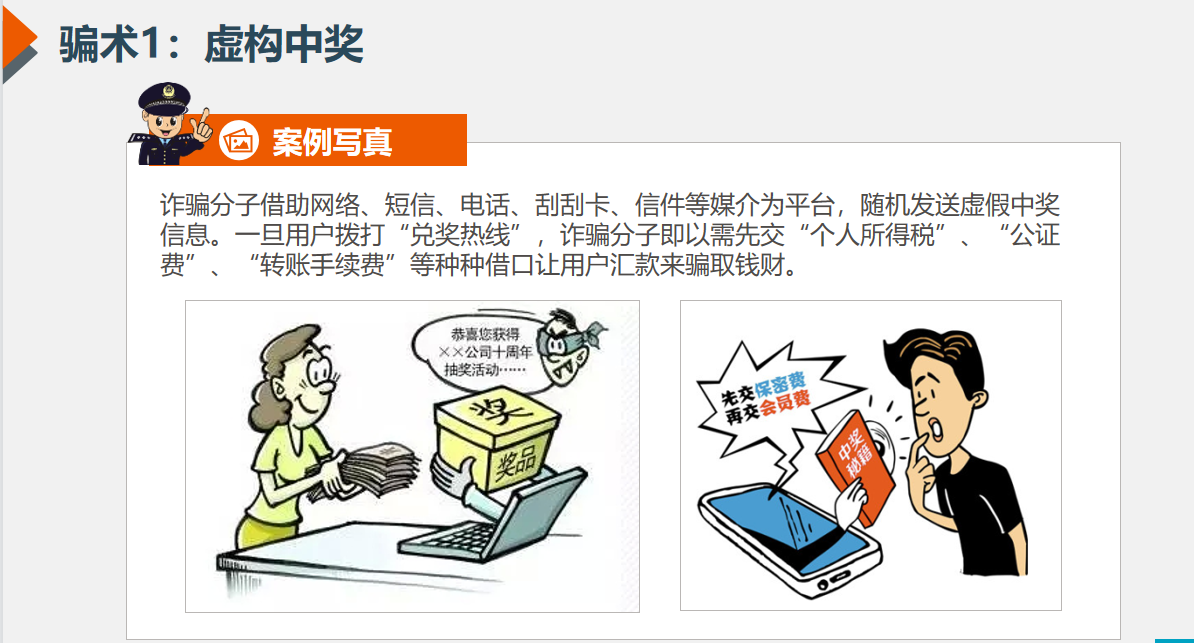 骗术1：虚构中奖
案例写真
诈骗分子借助网络、短信、电话、刮刮卡、信件等媒介为平台，随机发送虚假中奖
信息。一旦用户拨打“兑奖热线”，诈骗分子即以需先交“个人所得税”、“公证
费”、“转账手续费”等种种借口让用户汇款来骗取钱财。
恭喜您获得
××公司十周年
抽奖活动……
奖
奖品
先交保密费
再交会员费
中奖
秘籍